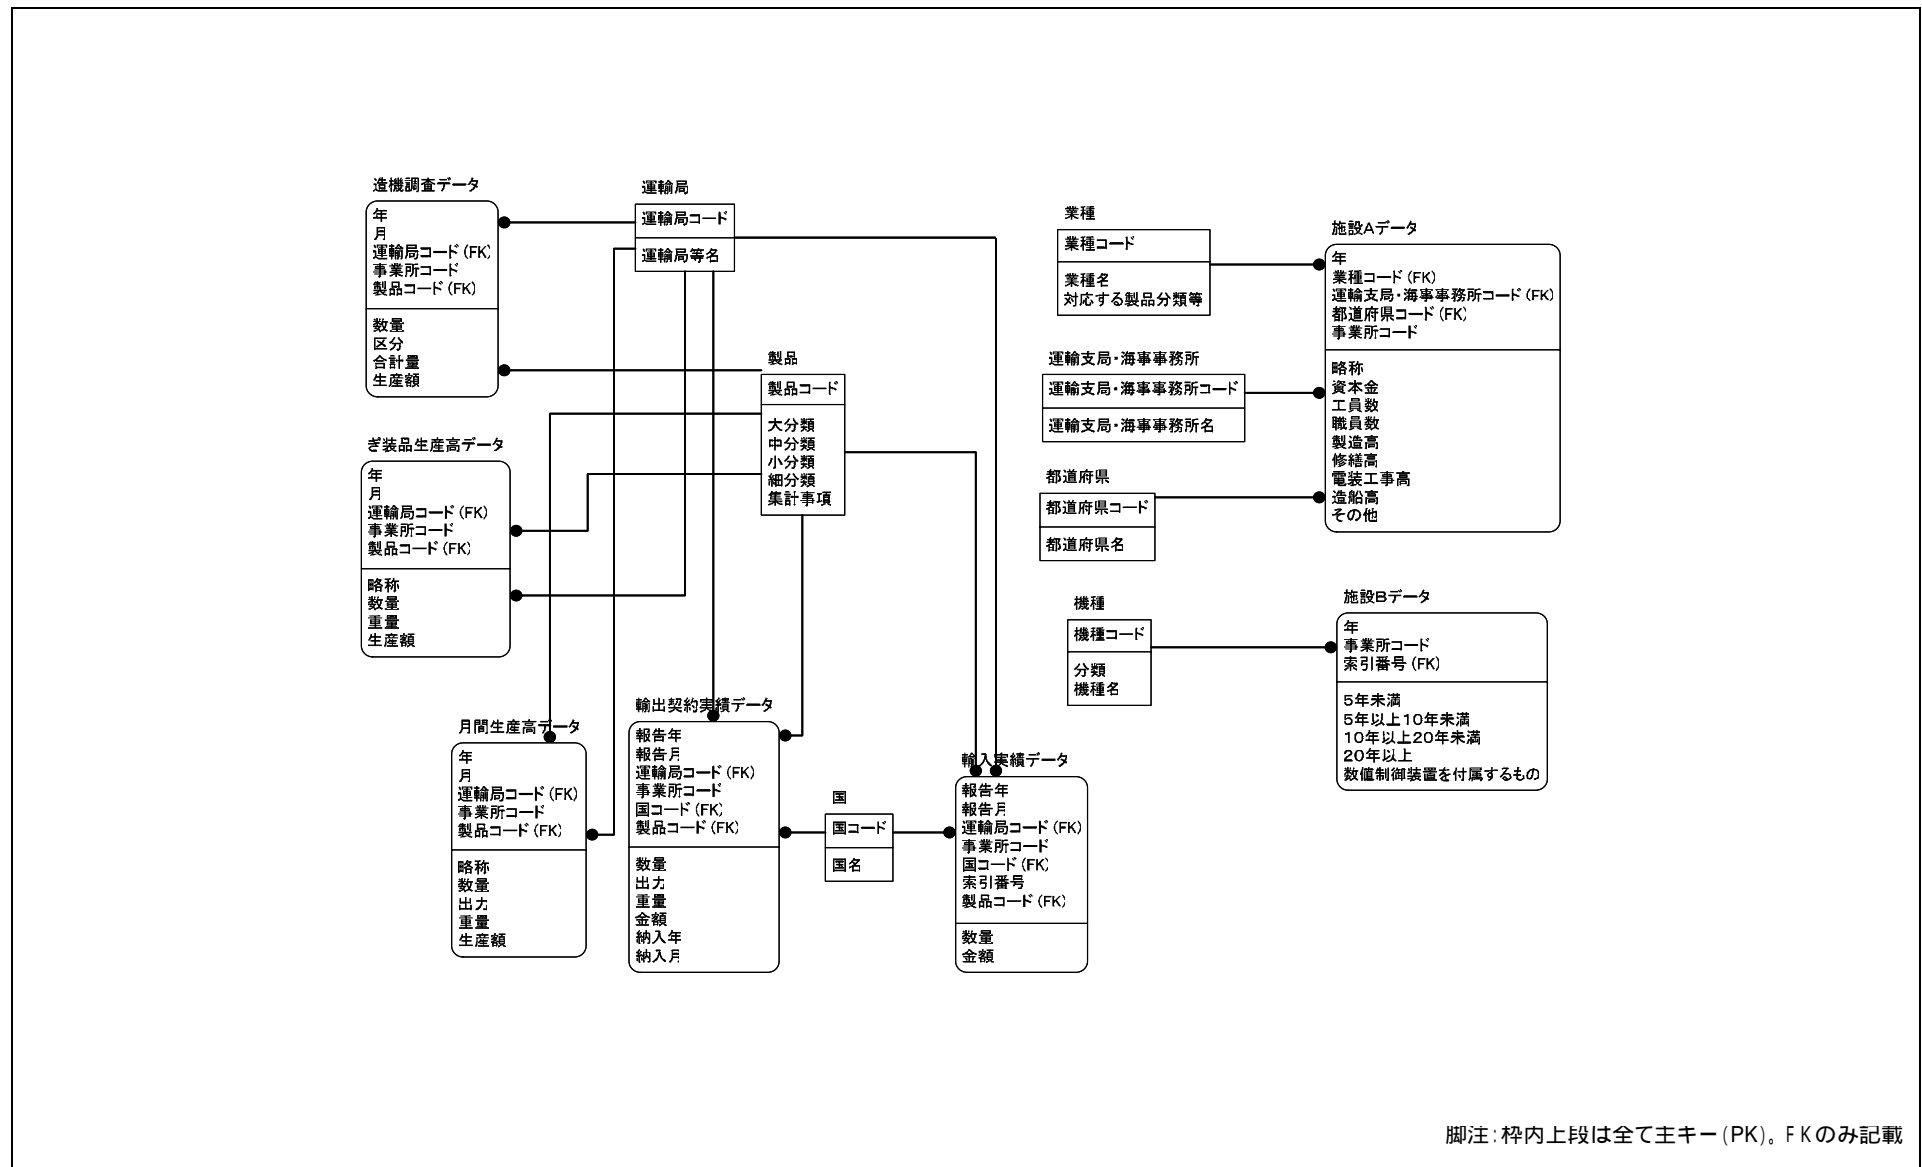 造機調査データ
年
月
運輸局コード(FK)
事業所コード
製品コード(FK)
数量
区分
合計量
生産額
運輸局
運輸局コード
運輸局等名
製品
製品コード
大分類
中分類
小分類
細分類
集計事項
ぎ装品生産高データ
年
月
運輸局コード(FK)
事業所コード
製品コード(FK)
略称
数量
重量
生産額
月間生産高データ
年
月
運輸局コード(FK)
事業所コード
製品コード(FK)
略称
数量
出力
重量
生産額
輸出契約実績データ
報告年
報告月
運輸局コード(FK)
事業所コード
国コード(FK)
製品コード(FK)
数量
出力
重量
金額
納入年
納入月
国
国コード
国名
輸入実績データ
報告年
報告月
運輸局コード(FK)
事業所コード
国コード(FK)
索引番号
製品コード(FK)
数量
金額
業種
業種コード
業種名
対応する製品分類等
運輸支局・海事事務所
運輸支局・海事事務所コード
運輸支局・海事事務所名
都道府県
都道府県コード
都道府県名
施設Aデータ
年
業種コード(FK)
運輸支局・海事事務所コード(FK)
都道府県コード(FK)
事業所コード
略称
資本金
工員数
職員数
製造高
修繕高
電装工事高
造船高
その他
機種
機種コード
分類
機種名
施設Bデータ
年
事業所コード
索引番号(FK)
5年未満
5年以上10年未満
10年以上20年未満
20年以上
数値制御装置を付属するもの
脚注:枠内上段は全て主キー(PK)。FKのみ記載